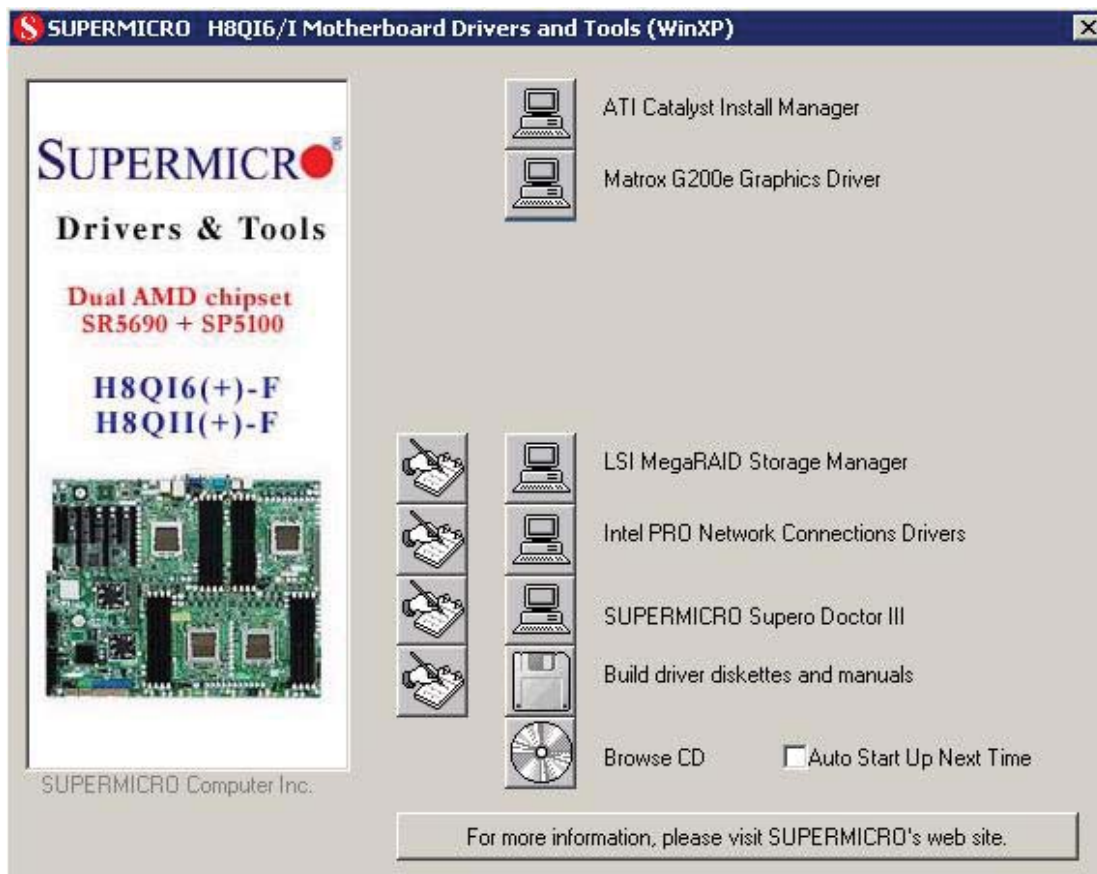 SUPERMICRO H8QI6/I Motherboard Drivers and Tools (WinXP)
SUPERMICRO®
Drivers & Tools
Dual AMD chipset
SR5690 + SP5100
H8QI6(+)-F
H8QII(+)-F
SUPERMICRO Computer Inc.
ATI Catalyst Install Manager
Matrox G200e Graphics Driver
LSI MegaRAID Storage Manager
Intel PRO Network Connections Drivers
SUPERMICRO Supero Doctor III
Build driver diskettes and manuals
Browse CD Auto Start Up Next Time
For more information, please visit SUPERMICRO's web site.